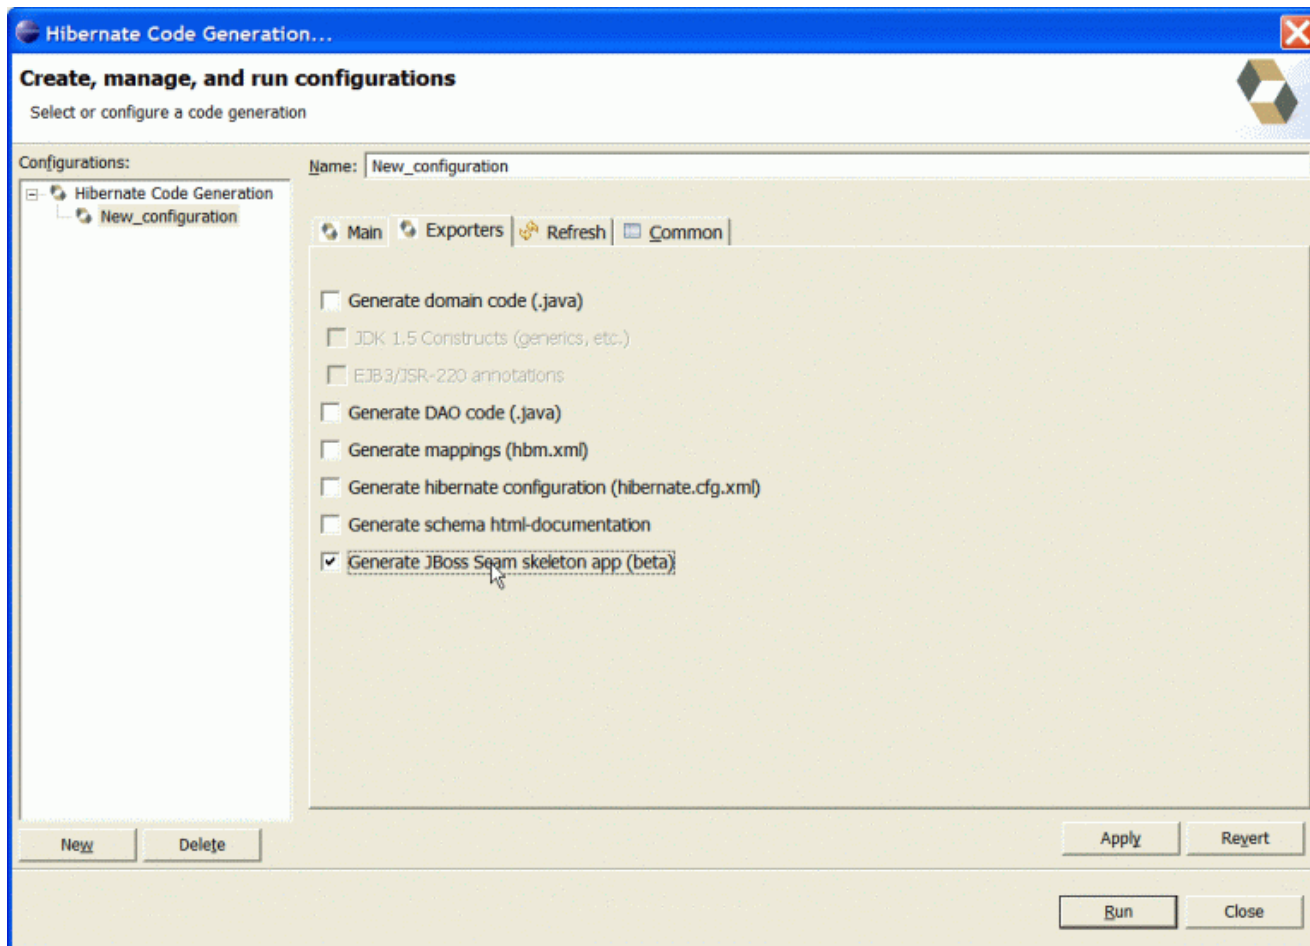 Hibernate Code Generation...
Create, manage, and run configurations
Select or configure a code generation
Configurations:
Hibernate Code Generation
New_configuration
Name: New_configuration
Main Exporters Refresh Common
Generate domain code (.java)
JDK 1.5 Constructs (generics, etc.)
EJB3/JSR-220 annotations
Generate DAO code (.java)
Generate mappings (hbm.xml)
Generate hibernate configuration (hibernate.cfg.xml)
Generate schema html-documentation
Generate JBoss Seam skeleton app (beta)
New Delete
Apply Revert
Run Close